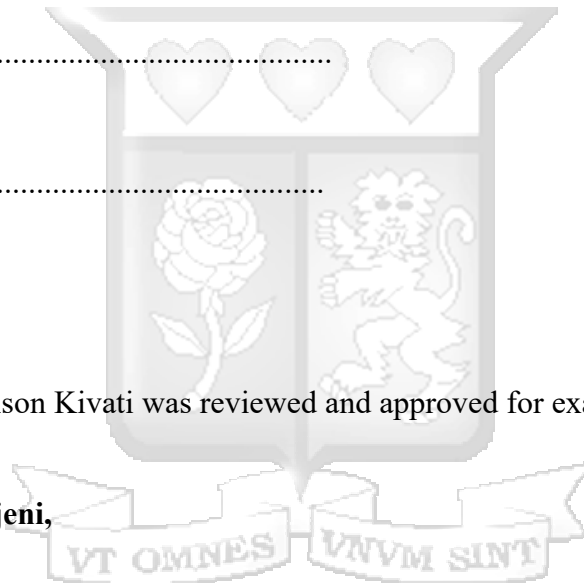 .............................................
...........................................
son Kivati was reviewed and approved for exa
jeni,
VT OMNES VNVM SINT